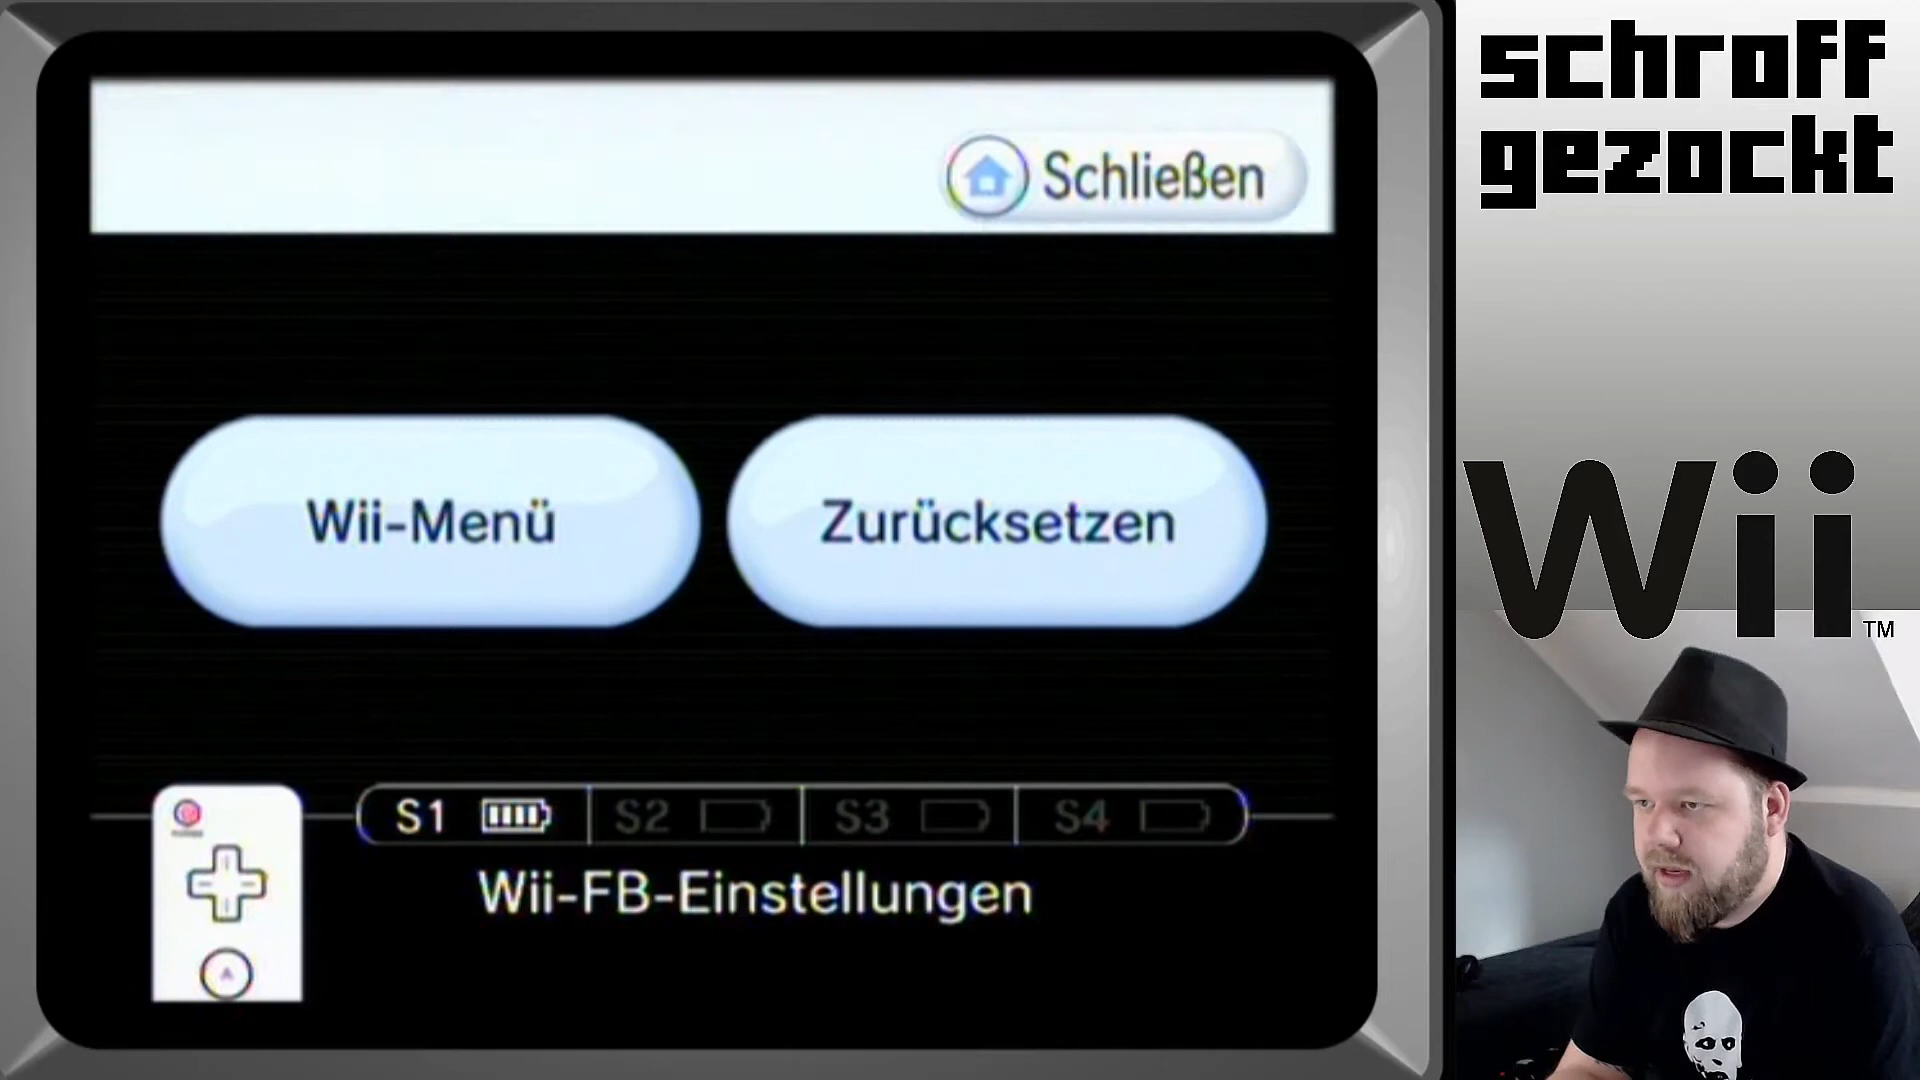 schroff
gezockt
Schließen
Wii-Menü
Zurücksetzen
Wii
TM
S1
S2
S3
S4
Wii-FB-Einstellungen
A